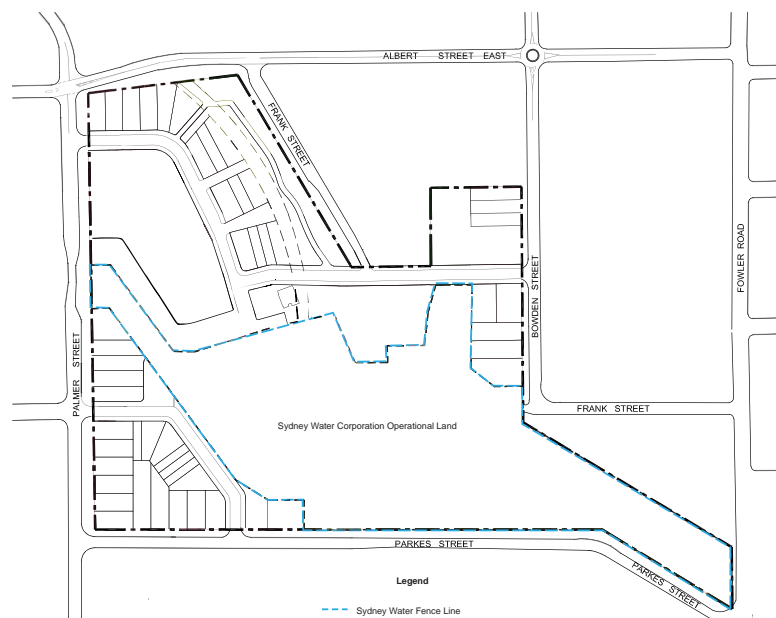 ALBERT STREET EAST
FRANK STREET
FOWLER ROAD
BOWDEN STREET
PALMER STREET
FRANK STREET
Sydney Water Corporation Operational Land
PARKES STREET
PARKES STREET
Legend
Sydney Water Fence Line